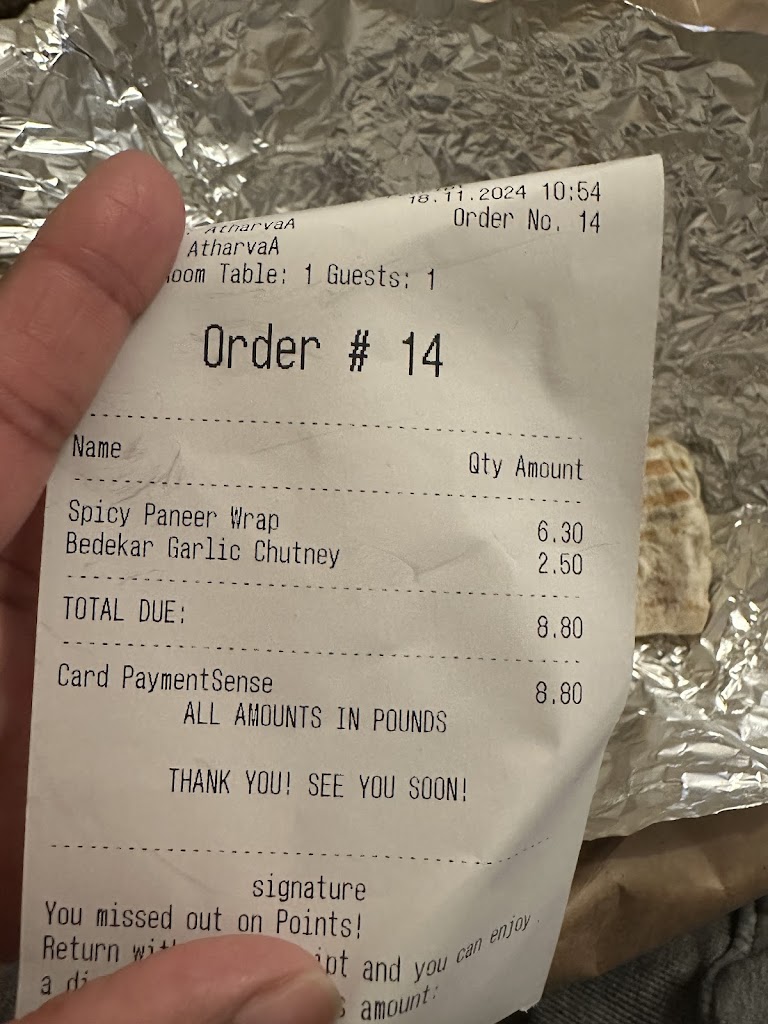 18.11.2024 10:54
AtharvaA
Order No. 14
AtharvaA
Table: 1 Guests: 1
Order # 14
Name Qty Amount
Spicy Paneer Wrap 6.30
Bedekar Garlic Chutney 2.50
TOTAL DUE: 8.80
Card PaymentSense 8.80
ALL AMOUNTS IN POUNDS
THANK YOU! SEE YOU SOON!
signature
You missed out on Points!
Return and you can enjoy
a amount: